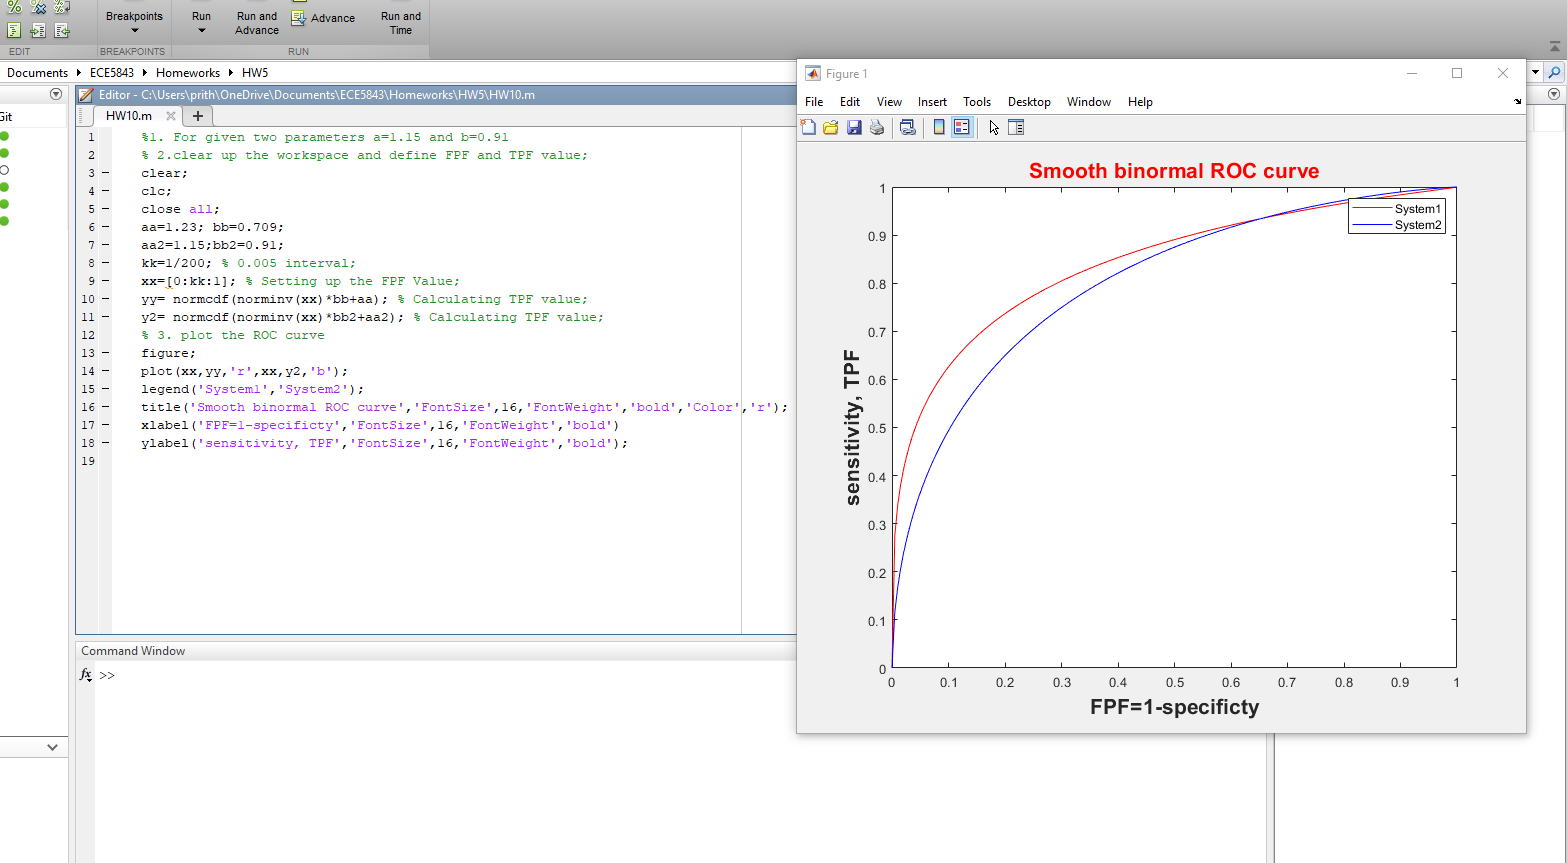 Breakpoints
Run
Run and
Advance
Advance
Run and
Time
EDIT
BREAKPOINTS
RUN
Documents ECE5843 Homeworks HW5
Editor - C:\Users\prith\OneDrive\Documents\ECE5843\Homeworks\HW5\HW10.m
HW10.m
1 %1. For given two parameters a=1.15 and b=0.91
2 % 2.clear up the workspace and define FPF and TPF value;
3 clear;
4 clc;
5 close all;
6 aa=1.23; bb=0.709;
7 aa2=1.15;bb2=0.91;
8 kk=1/200; % 0.005 interval;
9 xx=[0:kk:1]; % Setting up the FPF Value;
10 yy= normcdf(norminv(xx)*bb+aa); % Calculating TPF value;
11 y2= normcdf(norminv(xx)*bb2+aa2); % Calculating TPF value;
12 % 3. plot the ROC curve
13 figure;
14 plot(xx,yy,'r',xx,y2,'b');
15 legend('System1','System2');
16 title('Smooth binormal ROC curve','FontSize',16,'FontWeight','bold','Color','r');
17 xlabel('FPF=1-specificty','FontSize',16,'FontWeight','bold')
18 ylabel('sensitivity, TPF','FontSize',16,'FontWeight','bold');
19
Command Window
fx >>
Git
Figure 1
File Edit View Insert Tools Desktop Window Help
Smooth binormal ROC curve
System1
System2
sensitivity, TPF
1
0.9
0.8
0.7
0.6
0.5
0.4
0.3
0.2
0.1
0
0 0.1 0.2 0.3 0.4 0.5 0.6 0.7 0.8 0.9 1
FPF=1-specificty